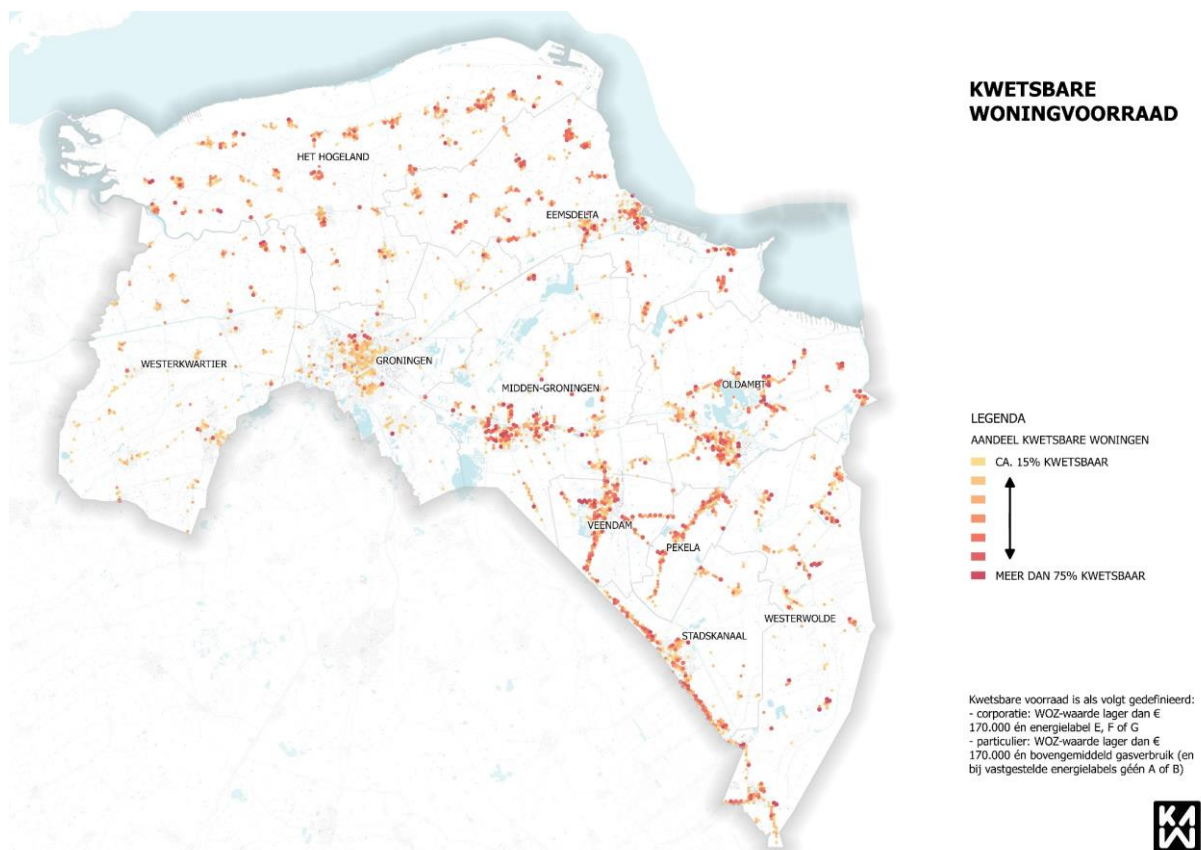 KWETSBARE
WONINGVOORRAAD
HET HOGELAND
EEMSDELTA
WESTERKWARTIER
GRONINGEN
MIDDEN-GRONINGEN
OLDAMBT
VEENDAM
PEKELA
WESTERWOLDE
STADSKANAAL
LEGENDA
AANDEEL KWETSBARE WONINGEN
CA. 15% KWETSBAAR
MEER DAN 75% KWETSBAAR
Kwetsbare voorraad is als volgt gedefinieerd:
- corporatie: WOZ-waarde lager dan €
170.000 én energielabel E, F of G
- particulier: WOZ-waarde lager dan €
170.000 én bovengemiddeld gasverbruik (en
bij vastgestelde energielabels géén A of B)
KAW